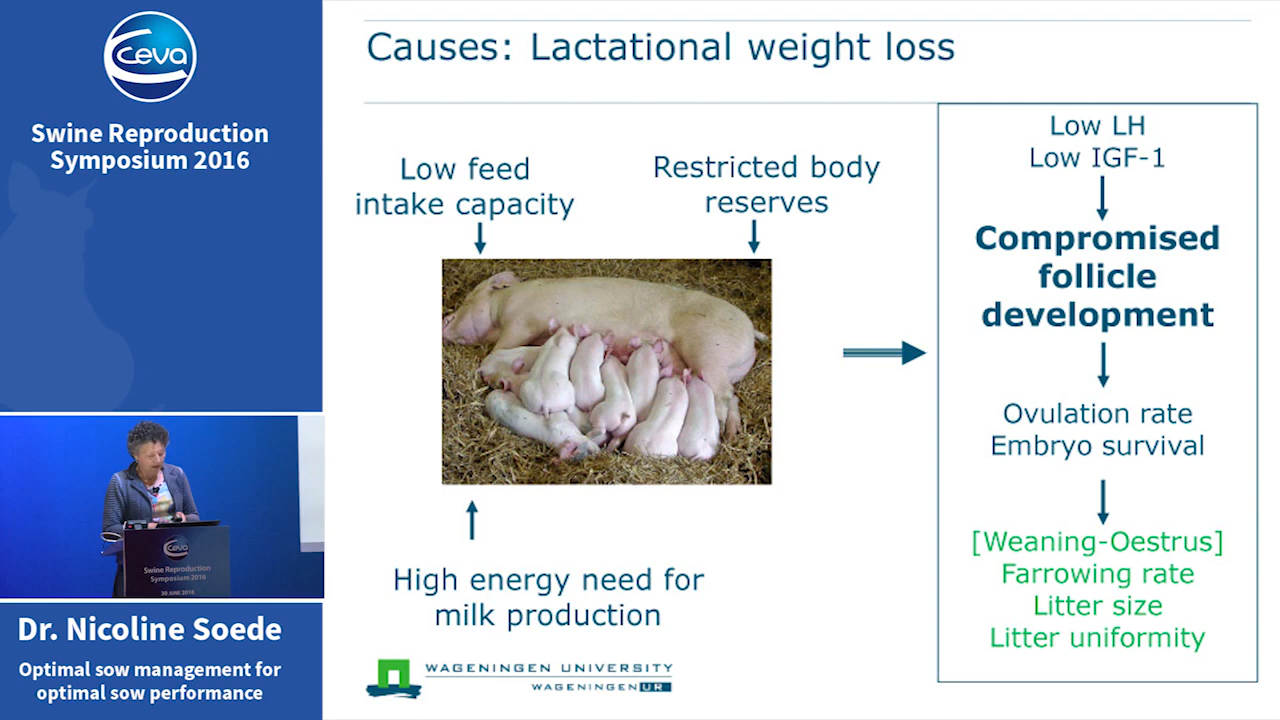 ceva
Swine Reproduction
Symposium 2016
Causes: Lactational weight loss
Low feed
intake capacity
Restricted body
reserves
High energy need for
milk production
Low LH
Low IGF-1
Compromised
follicle
development
Ovulation rate
Embryo survival
[Weaning-Oestrus]
Farrowing rate
Litter size
Litter uniformity
WAGENINGEN UNIVERSITY
WAGENINGEN UR
ceva
Swine Reproduction
Symposium 2016
30 JUNE 2016
Dr. Nicoline Soede
Optimal sow management for
optimal sow performance